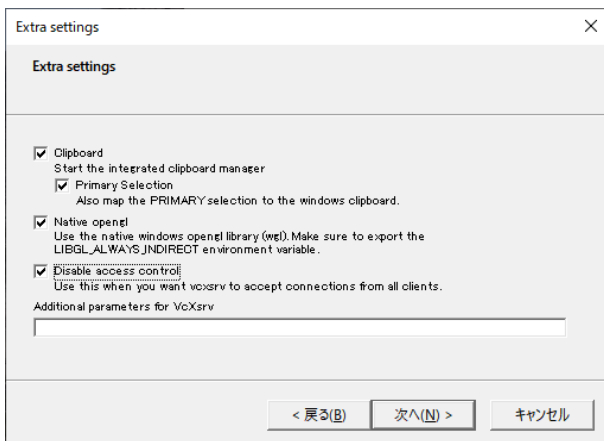 Extra settings
Extra settings
Clipboard
Start the integrated clipboard manager
Primary Selection
Also map the PRIMARY selection to the windows clipboard.
Native opengl
Use the native windows opengl library (wgl). Make sure to export the
LIBGL_ALWAYS_INDIRECT environment variable.
Disable access control
Use this when you want vcxsrv to accept connections from all clients.
Additional parameters for VcXsrv
< 戻る(B) 次へ(N) > キャンセル